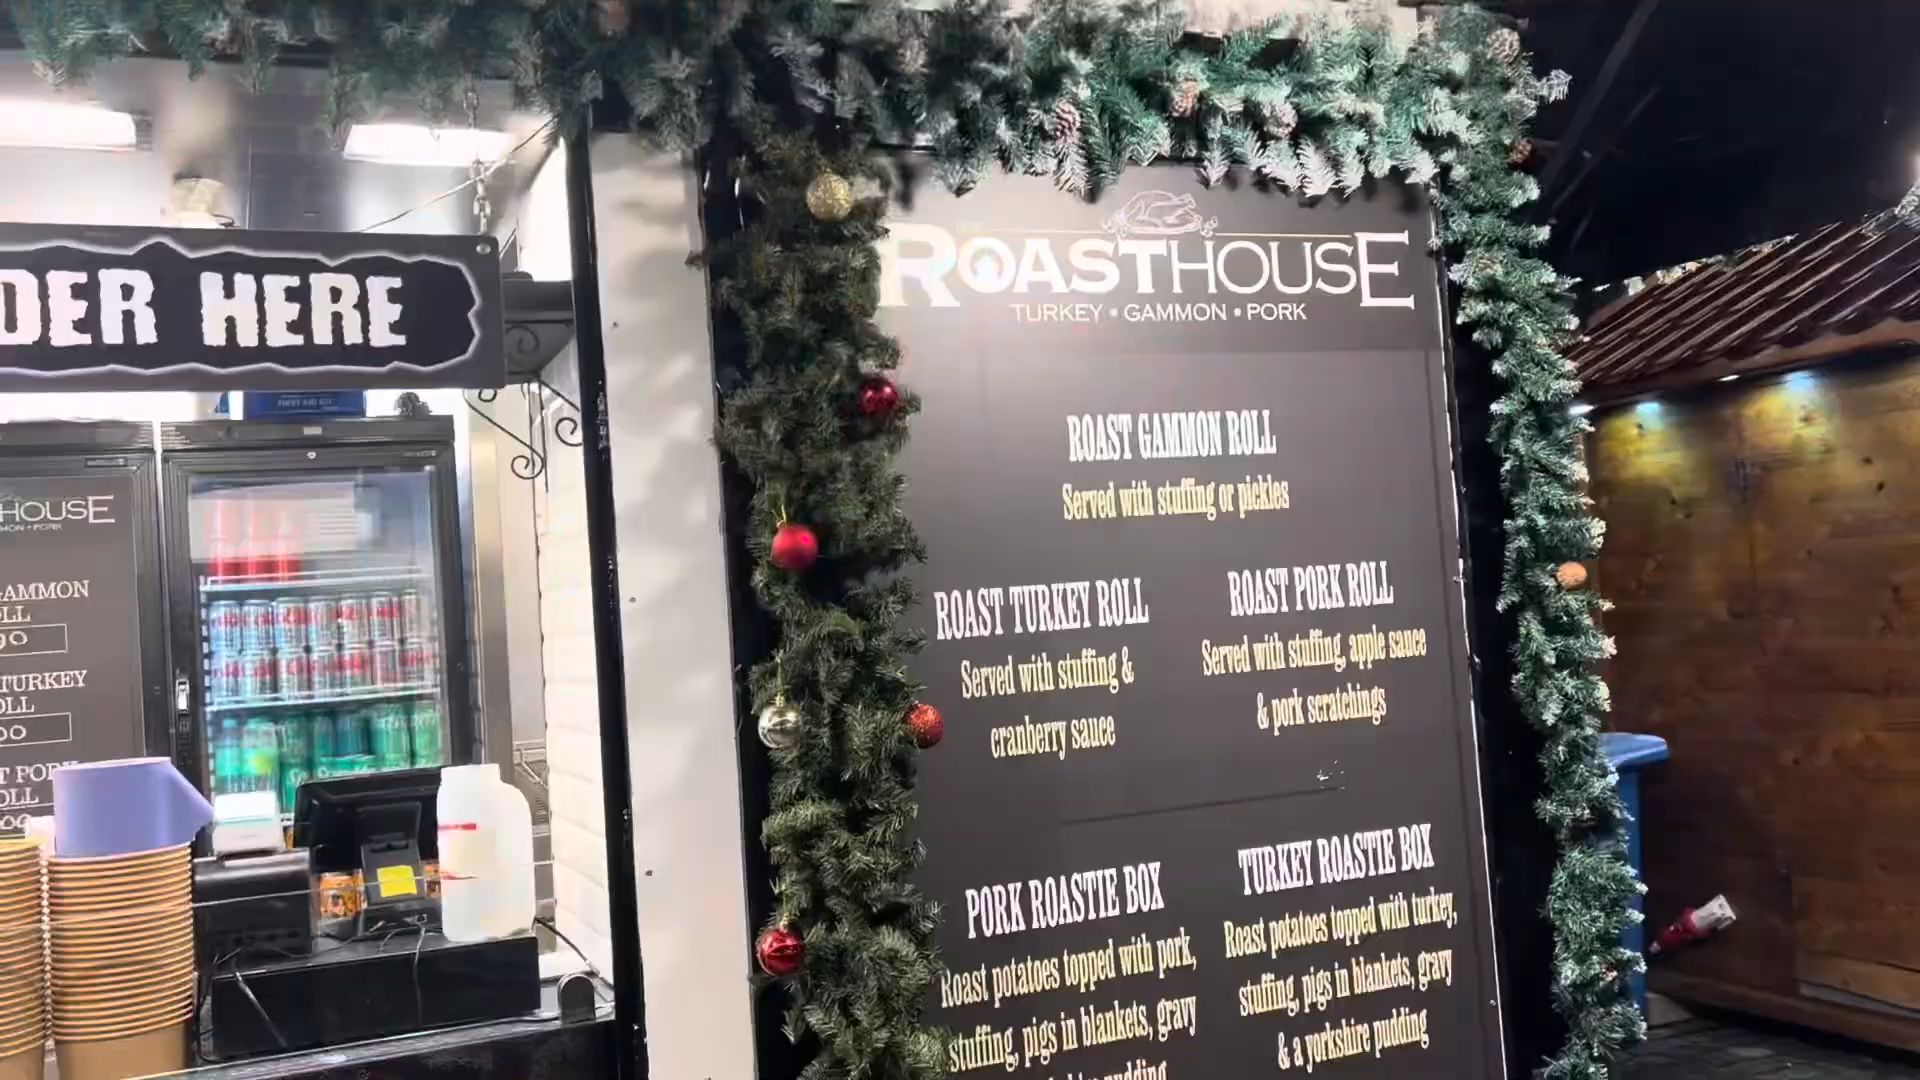 DER HERE
HOUSE
GAMMON
90
TURKEY
00
ROASTHOUSE
TURKEY • GAMMON • PORK
ROAST GAMMON ROLL
Served with stuffing or pickles
ROAST TURKEY ROLL
Served with stuffing &
cranberry sauce
ROAST PORK ROLL
Served with stuffing, apple sauce
& pork scratchings
PORK ROASTIE BOX
Roast potatoes topped with pork,
stuffing, pigs in blankets, gravy
pudding
TURKEY ROASTIE BOX
Roast potatoes topped with turkey,
stuffing, pigs in blankets, gravy
& a yorkshire pudding